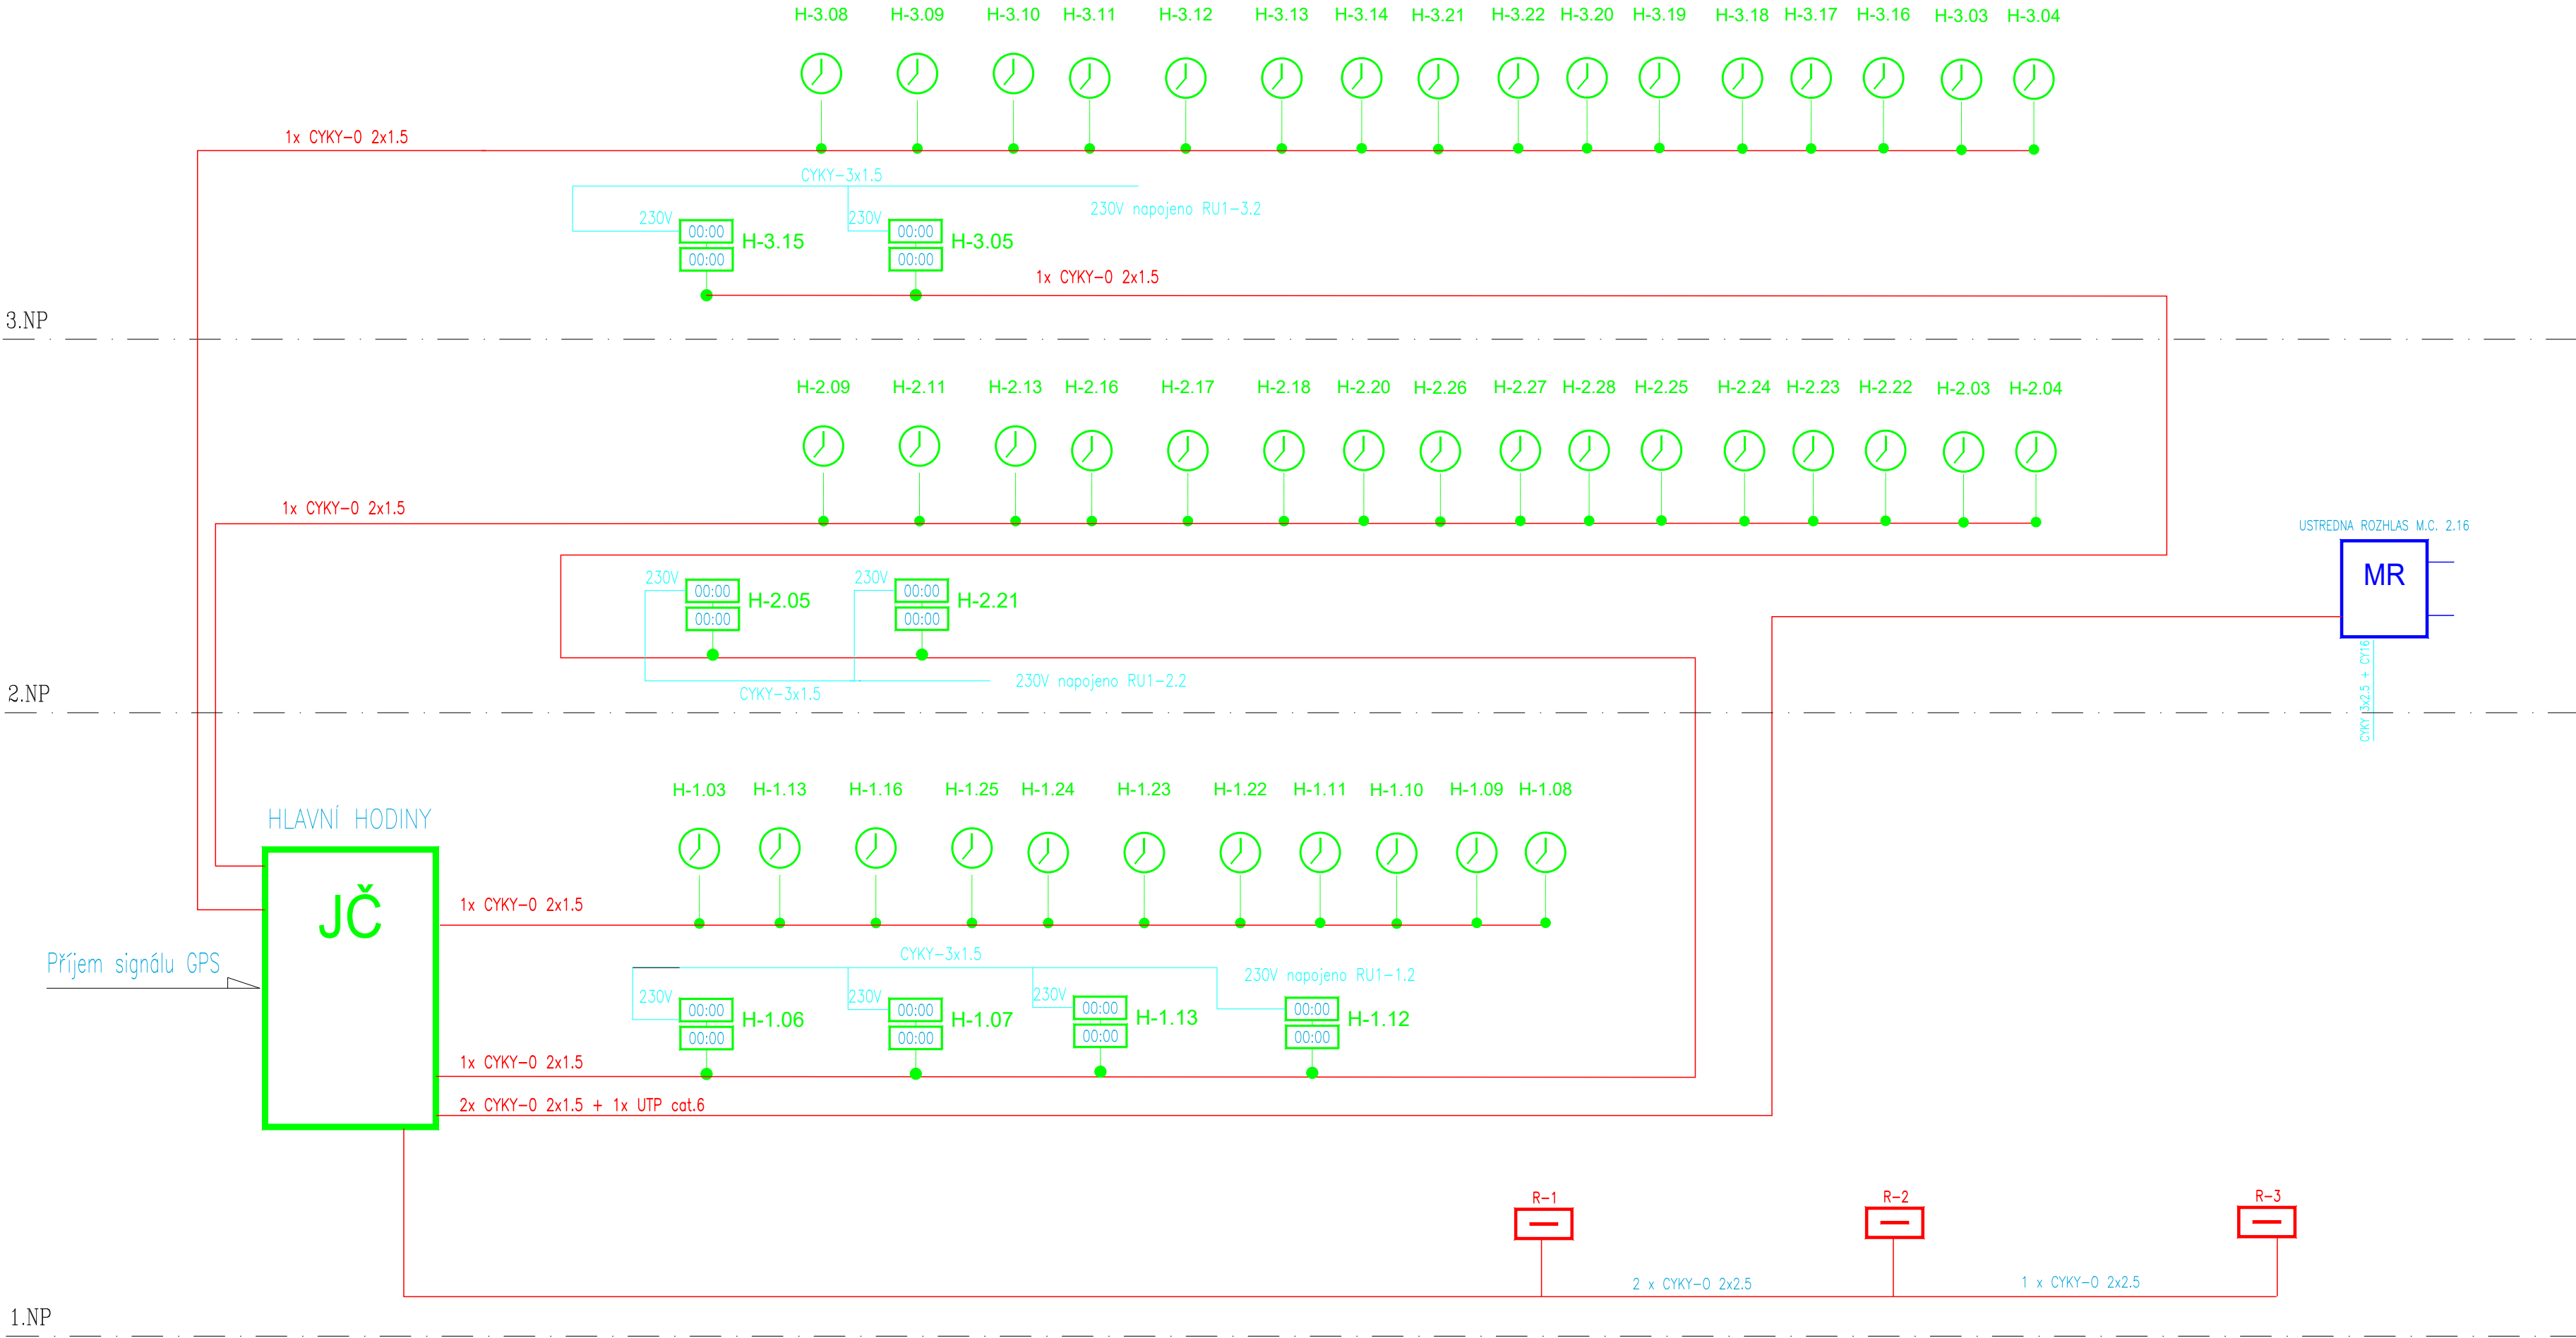 H-3.08 H-3.09 H-3.10 H-3.11 H-3.12 H-3.13 H-3.14 H-3.21 H-3.22 H-3.20 H-3.19 H-3.18 H-3.17 H-3.16 H-3.03 H-3.04
1x CYKY-O 2x1.5
CYKY-3x1.5
230V napojeno RU1-3.2
230V
00:00
00:00
H-3.15
230V
00:00
00:00
H-3.05
1x CYKY-O 2x1.5
3.NP
H-2.09 H-2.11 H-2.13 H-2.16 H-2.17 H-2.18 H-2.20 H-2.26 H-2.27 H-2.28 H-2.25 H-2.24 H-2.23 H-2.22 H-2.03 H-2.04
1x CYKY-O 2x1.5
USTREDNA ROZHLAS M.C. 2.16
MR
CYKY 3x2.5 + CY16
230V
00:00
00:00
H-2.05
230V
00:00
00:00
H-2.21
CYKY-3x1.5
230V napojeno RU1-2.2
2.NP
H-1.03 H-1.13 H-1.16 H-1.25 H-1.24 H-1.23 H-1.22 H-1.11 H-1.10 H-1.09 H-1.08
HLAVNÍ HODINY
JČ
Příjem signálu GPS
1x CYKY-O 2x1.5
CYKY-3x1.5
230V napojeno RU1-1.2
230V
00:00
00:00
H-1.06
230V
00:00
00:00
H-1.07
230V
00:00
00:00
H-1.13
00:00
00:00
H-1.12
1x CYKY-O 2x1.5
2x CYKY-O 2x1.5 + 1x UTP cat.6
R-1 R-2 R-3
2 x CYKY-O 2x2.5
1 x CYKY-O 2x2.5
1.NP